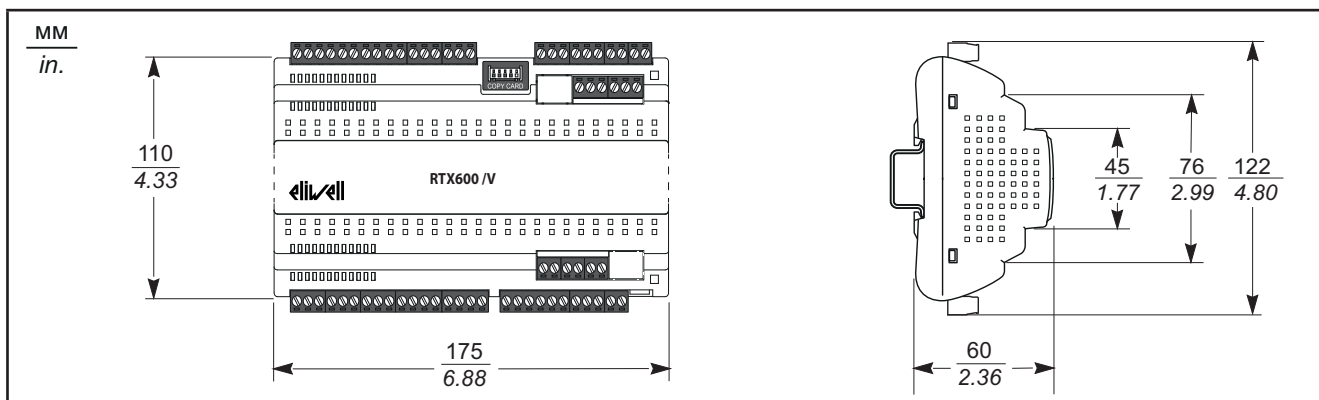 мм
in.
COPY CARD
110
4.33
eliwell
RTX600 /V
175
6.88
45
1.77
76
2.99
122
4.80
60
2.36